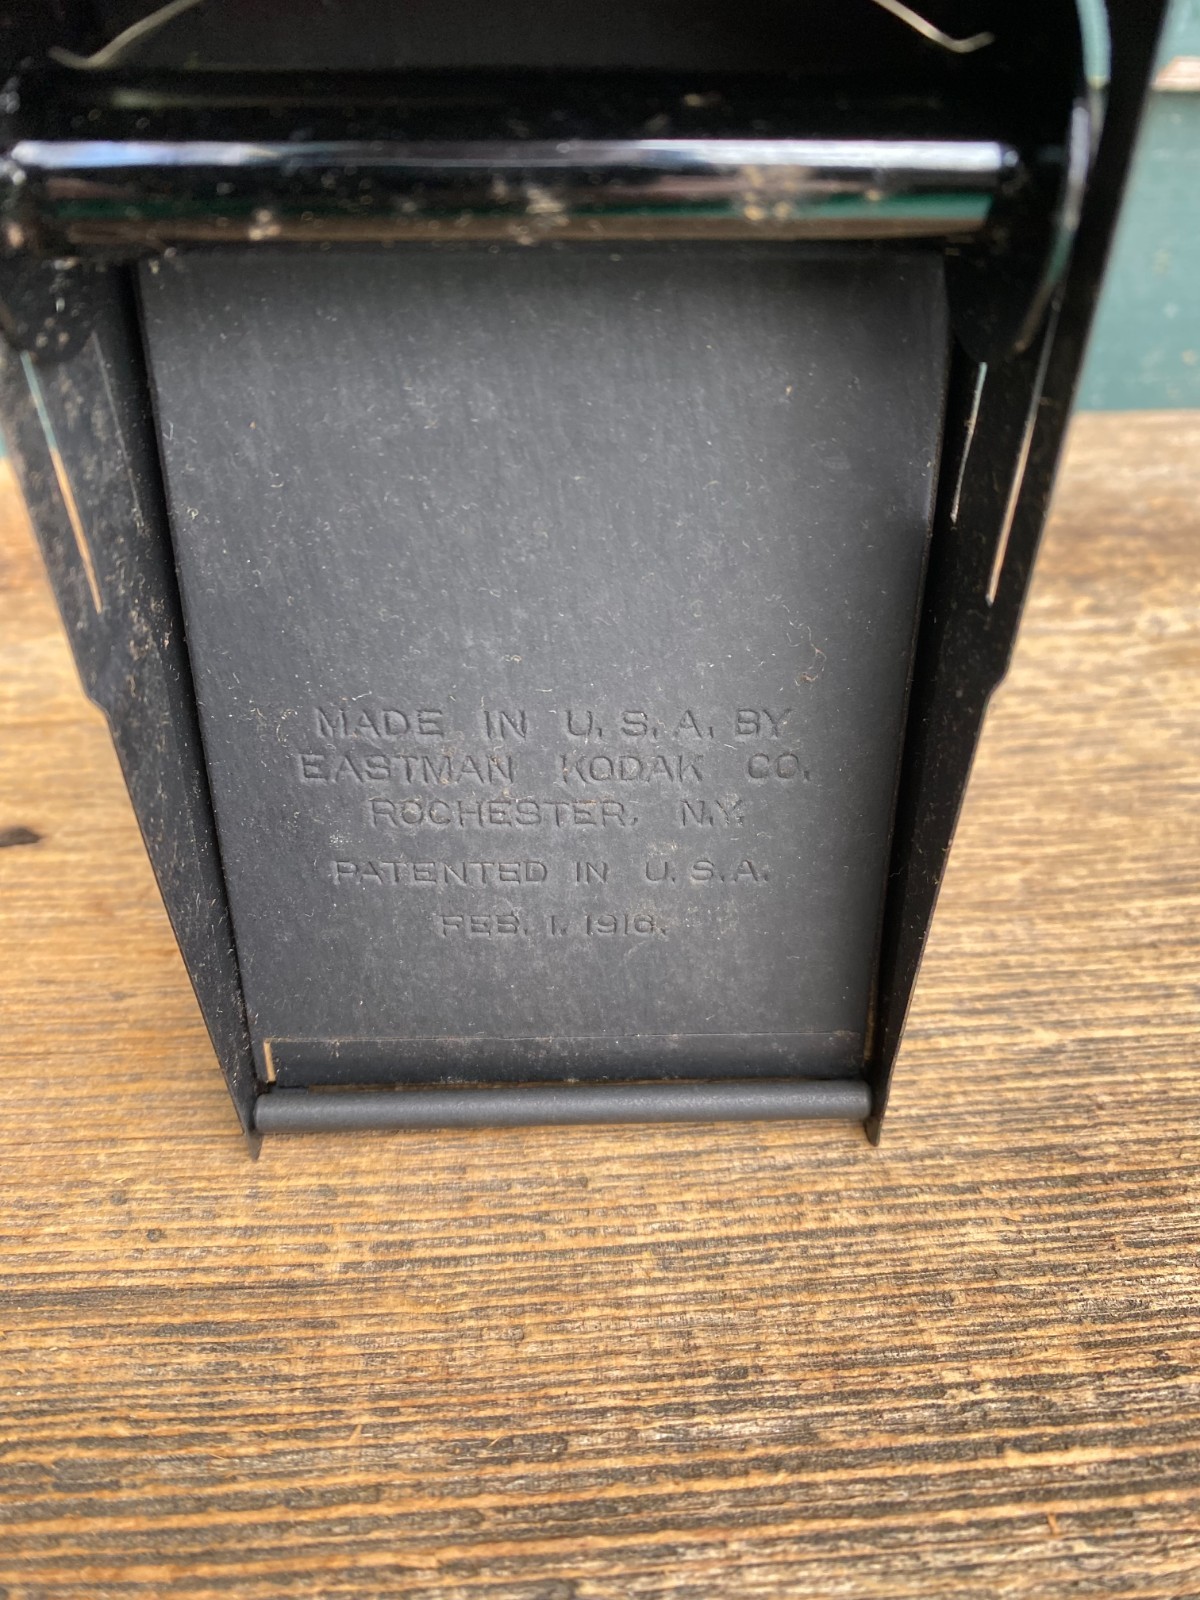 MADE IN U.S.A. BY
EASTMAN KODAK CO.
ROCHESTER, N.Y.
PATENTED IN U.S.A.
FEB. 1, 1916.